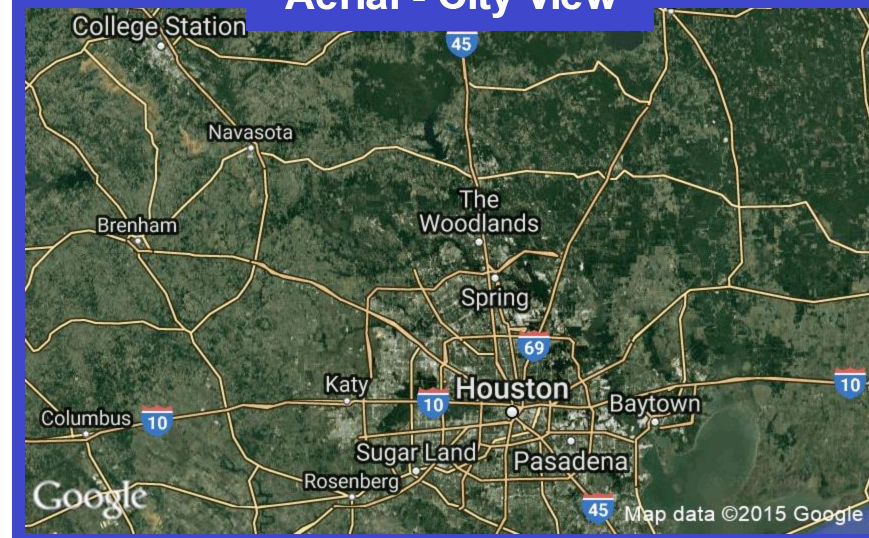 Aerial - City View
College Station
45
Navasota
The
Woodlands
Brenham
Spring
69
Katy
10
Houston
10
Baytown
Columbus
10
Sugar Land
Pasadena
Rosenberg
Google
45
Map data ©2015 Google